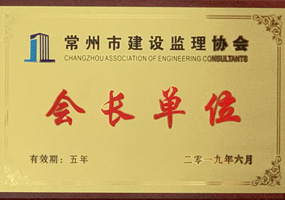 常州市建设监理协会
CHANGZHOU ASSOCIATION OF ENGINEERING CONSULTANTS
会长单位
有效期：五年
二〇一九年六月